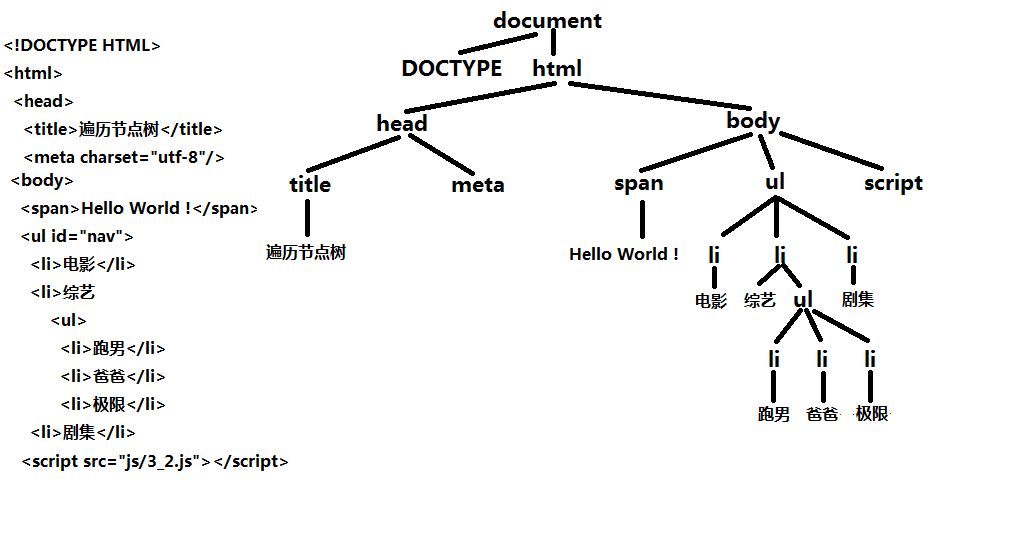 <!DOCTYPE HTML>
<html>
<head>
<title>遍历节点树</title>
<meta charset="utf-8"/>
<body>
<span>Hello World !</span>
<ul id="nav">
<li>电影</li>
<li>综艺
<ul>
<li>跑男</li>
<li>爸爸</li>
<li>极限</li>
<li>剧集</li>
<script src="js/3_2.js"></script>
document
DOCTYPE html
head body
title meta span ul script
遍历节点树 Hello World ! li li li
电影 综艺 ul 剧集
li li li
跑男 爸爸 极限